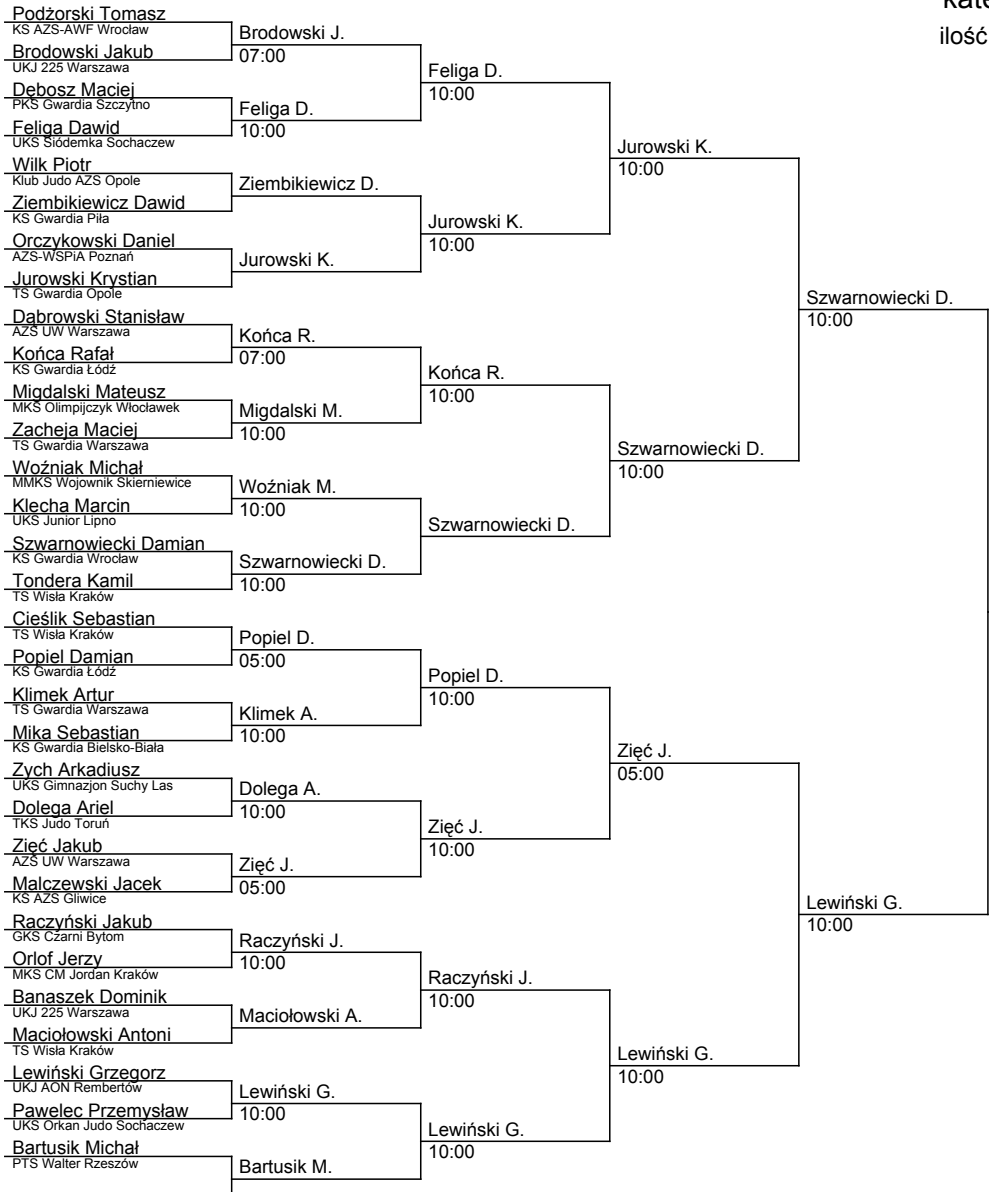 kate
ilość
Podżorski Tomasz
KS AZS-AWF Wrocław
Brodowski Jakub
UKJ 225 Warszawa
Dębosz Maciej
PKS Gwardia Szczytno
Feliga Dawid
UKS Siódemka Sochaczew
Wilk Piotr
Klub Judo AZS Opole
Ziembikiewicz Dawid
KS Gwardia Piła
Orczykowski Daniel
AZS-WSPiA Poznań
Jurowski Krystian
TS Gwardia Opole
Dąbrowski Stanisław
AZS UW Warszawa
Końca Rafał
KS Gwardia Łódź
Migdalski Mateusz
MKS Olimpijczyk Włocławek
Zacheja Maciej
TS Gwardia Warszawa
Woźniak Michał
MMKS Wojownik Skierniewice
Klecha Marcin
UKS Junior Lipno
Szwarnowiecki Damian
KS Gwardia Wrocław
Tondera Kamil
TS Wisła Kraków
Cieślik Sebastian
TS Wisła Kraków
Popiel Damian
KS Gwardia Łódź
Klimek Artur
TS Gwardia Warszawa
Mika Sebastian
KS Gwardia Bielsko-Biała
Zych Arkadiusz
UKS Gimnazjon Suchy Las
Dolega Ariel
TKS Judo Toruń
Zięć Jakub
AZS UW Warszawa
Malczewski Jacek
KS AZS Gliwice
Raczyński Jakub
GKS Czarni Bytom
Orlof Jerzy
MKS CM Jordan Kraków
Banaszek Dominik
UKJ 225 Warszawa
Maciołowski Antoni
TS Wisła Kraków
Lewiński Grzegorz
UKJ AON Rembertów
Pawelec Przemysław
UKS Orkan Judo Sochaczew
Bartusik Michał
PTS Walter Rzeszów
Brodowski J.
07:00
Feliga D.
10:00
Ziembikiewicz D.
Jurowski K.
Końca R.
07:00
Migdalski M.
10:00
Woźniak M.
10:00
Szwarnowiecki D.
10:00
Popiel D.
05:00
Klimek A.
10:00
Dolega A.
10:00
Zięć J.
05:00
Raczyński J.
10:00
Maciołowski A.
Lewiński G.
10:00
Bartusik M.
Feliga D.
10:00
Jurowski K.
10:00
Końca R.
10:00
Szwarnowiecki D.
Popiel D.
10:00
Zięć J.
10:00
Raczyński J.
10:00
Lewiński G.
10:00
Jurowski K.
10:00
Szwarnowiecki D.
10:00
Zięć J.
05:00
Lewiński G.
10:00
Szwarnowiecki D.
10:00
Lewiński G.
10:00